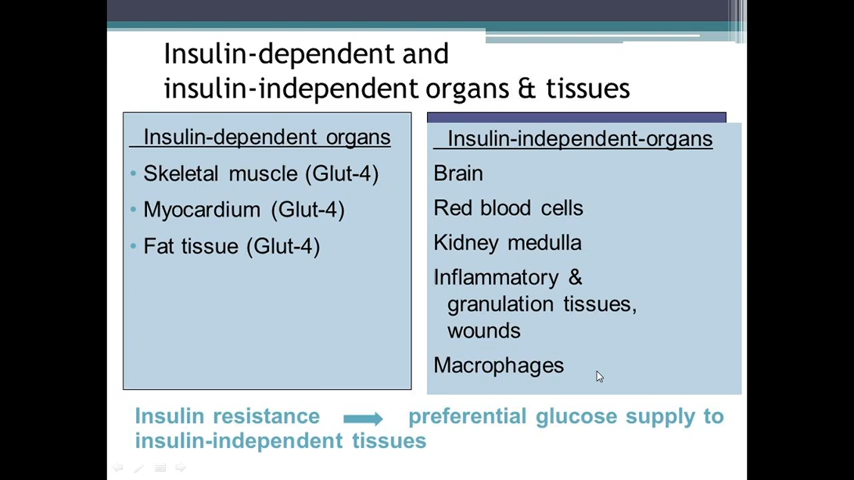 Insulin-dependent and
insulin-independent organs & tissues
Insulin-dependent organs
• Skeletal muscle (Glut-4)
• Myocardium (Glut-4)
• Fat tissue (Glut-4)
Insulin-independent-organs
Brain
Red blood cells
Kidney medulla
Inflammatory &
granulation tissues,
wounds
Macrophages
Insulin resistance preferential glucose supply to
insulin-independent tissues